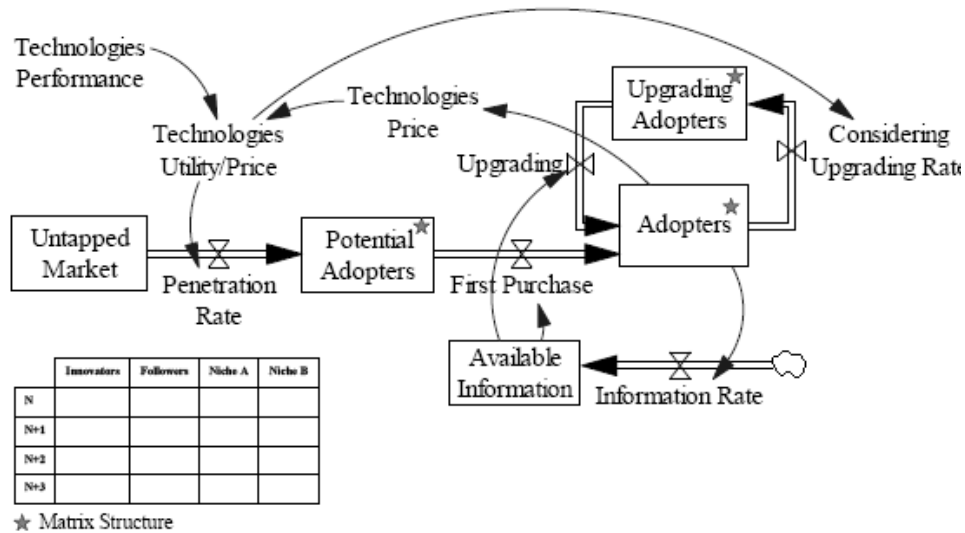 Technologies
Performance
Technologies
Utility/Price
Technologies
Price
Upgrading
Adopters
Considering
Upgrading Rate
Upgrading
Adopters
Untapped
Market
Penetration
Rate
Potential
Adopters
First Purchase
Available
Information
Information Rate
Innovators Followers Niche A Niche B
N
N+1
N+2
N+3
Matrix Structure